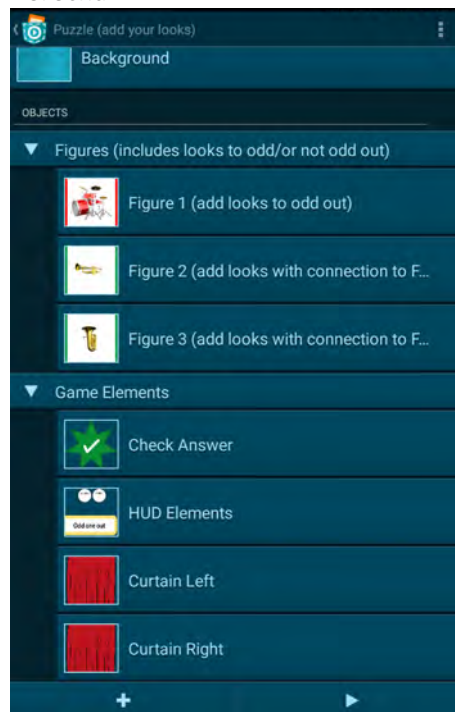 Puzzle (add your looks)
Background
OBJECTS
Figures (includes looks to odd/or not odd out)
Figure 1 (add looks to odd out)
Figure 2 (add looks with connection to F...
Figure 3 (add looks with connection to F...
Game Elements
Check Answer
Odd one out
HUD Elements
Curtain Left
Curtain Right